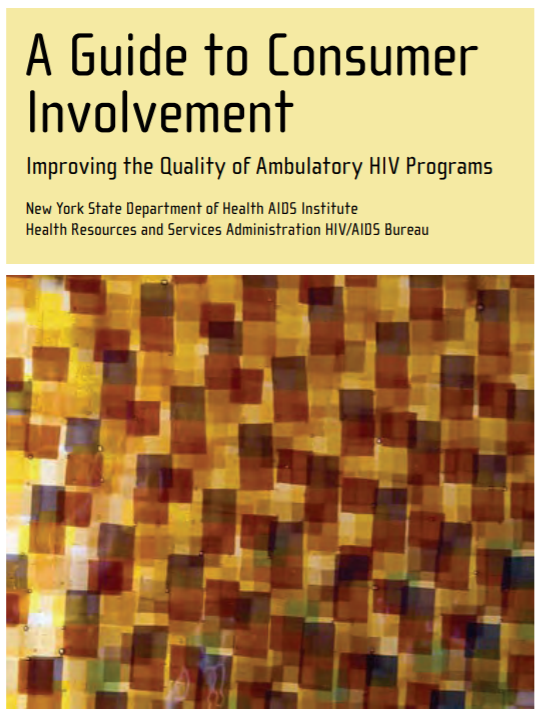 A Guide to Consumer
Involvement
Improving the Quality of Ambulatory HIV Programs
New York State Department of Health AIDS Institute
Health Resources and Services Administration HIV/AIDS Bureau